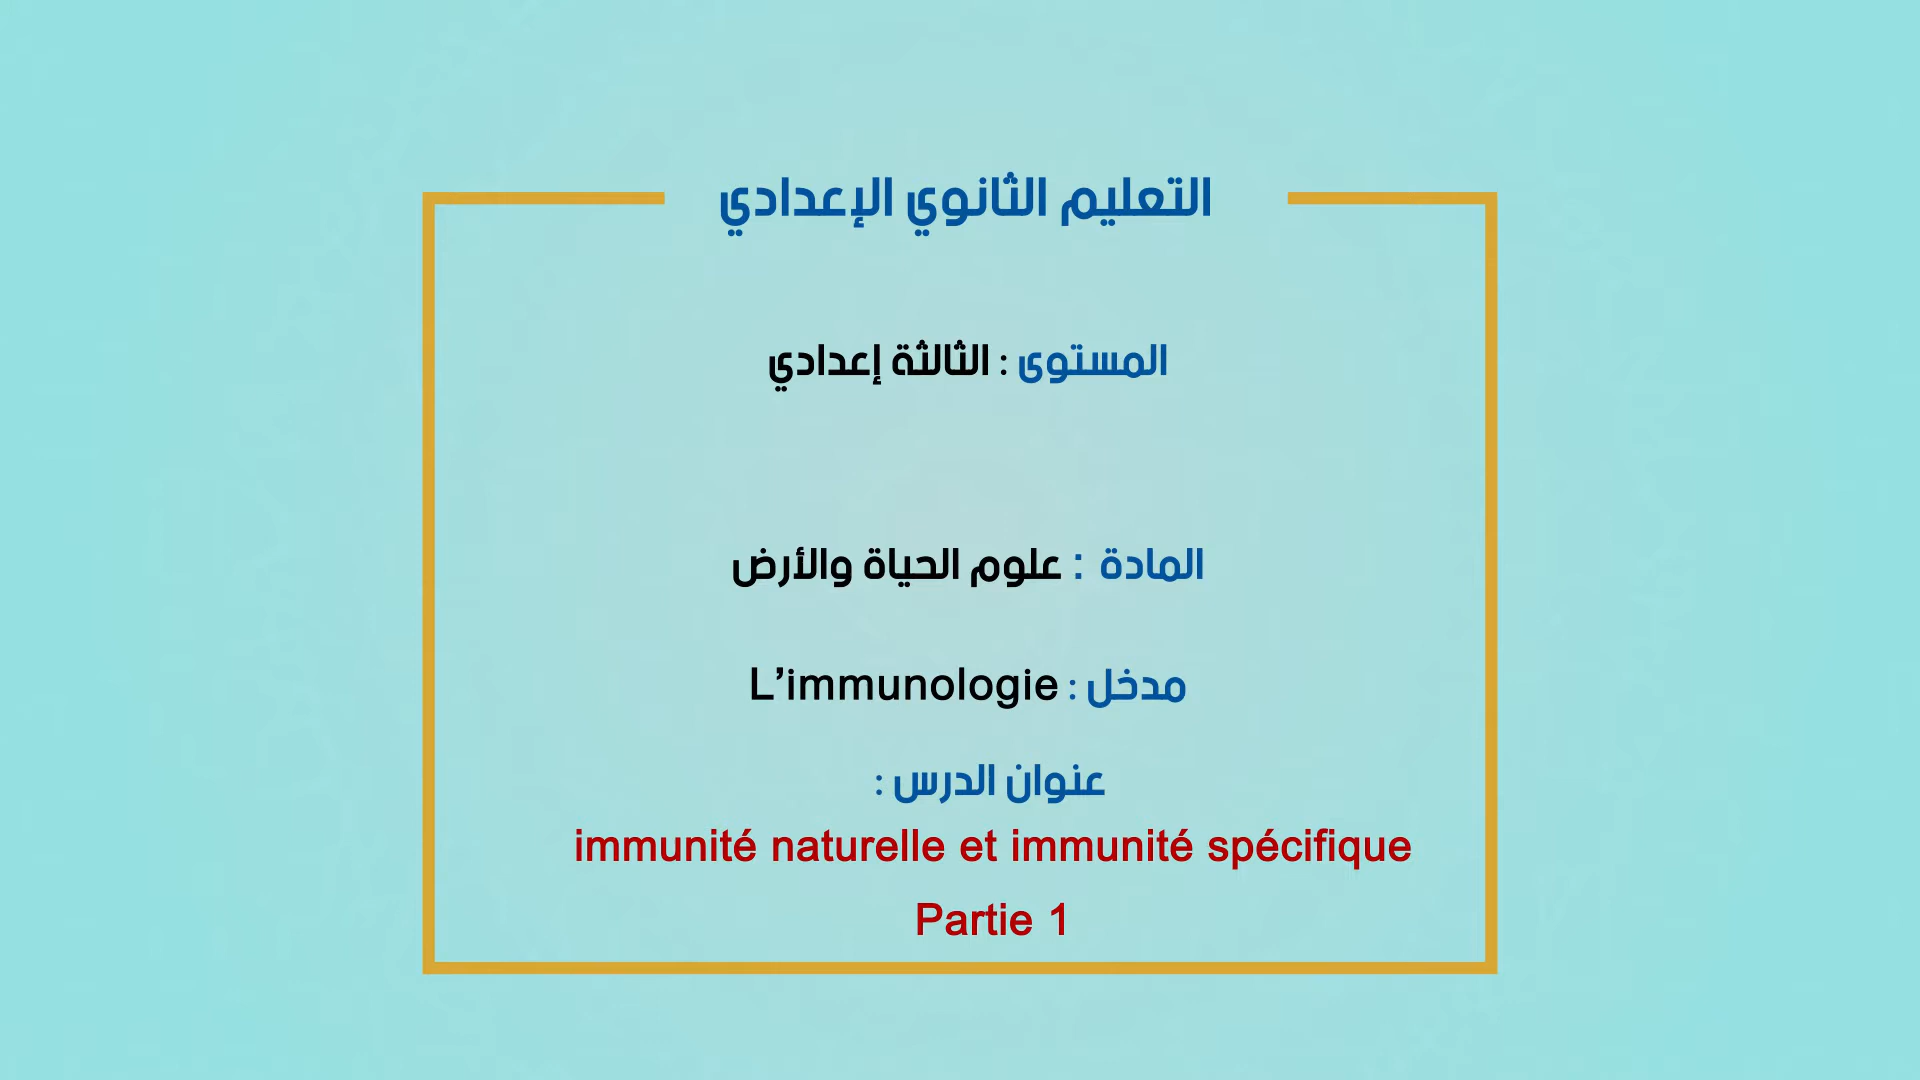 التعليم الثانوي الإعدادي
المستوى : الثالثة إعدادي
المادة : علوم الحياة والأرض
مدخل : L’immunologie
عنوان الدرس :
immunité naturelle et immunité spécifique
Partie 1